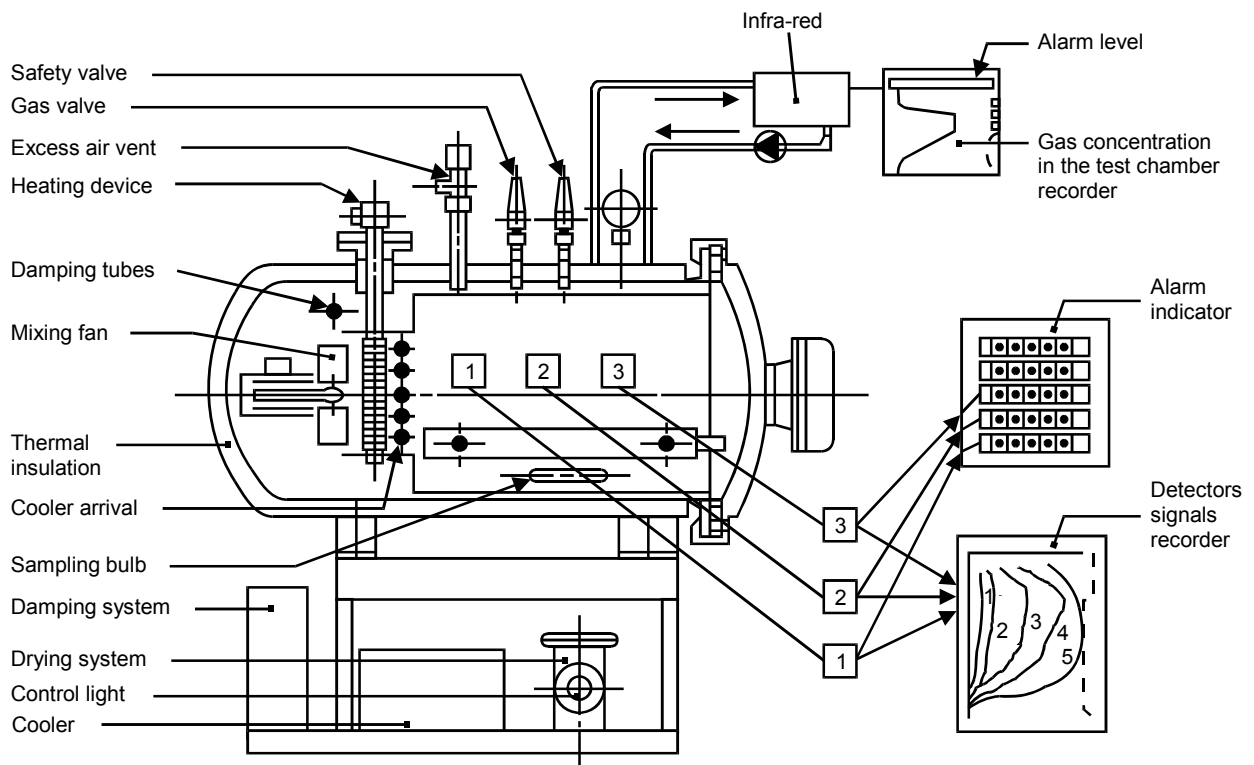 Infra-red
Alarm level
Safety valve
Gas valve
Excess air vent
Heating device
Gas concentration
in the test chamber
recorder
Damping tubes
Mixing fan
Alarm
indicator
1
2
3
Thermal
insulation
Cooler arrival
Detectors
signals
recorder
3
Sampling bulb
Damping system
2
1
2
3
4
5
1
Drying system
Control light
Cooler